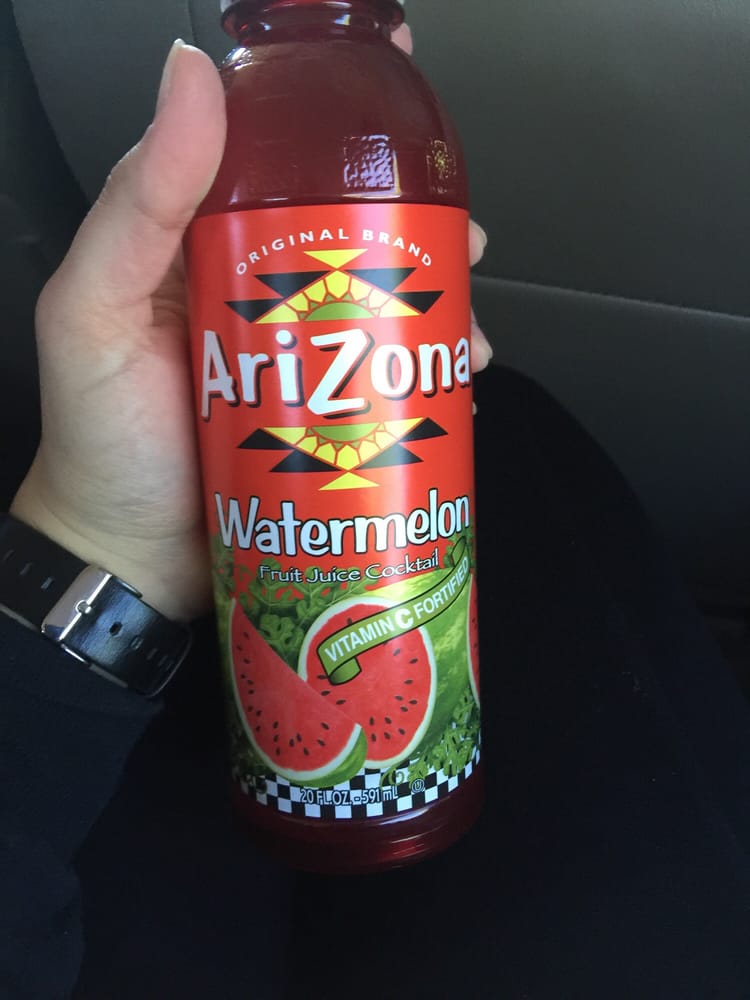 ORIGINAL BRAND
AriZona
Watermelon
Fruit Juice Cocktail
VITAMIN C FORTIFIED
20 FL.OZ.-591 mL